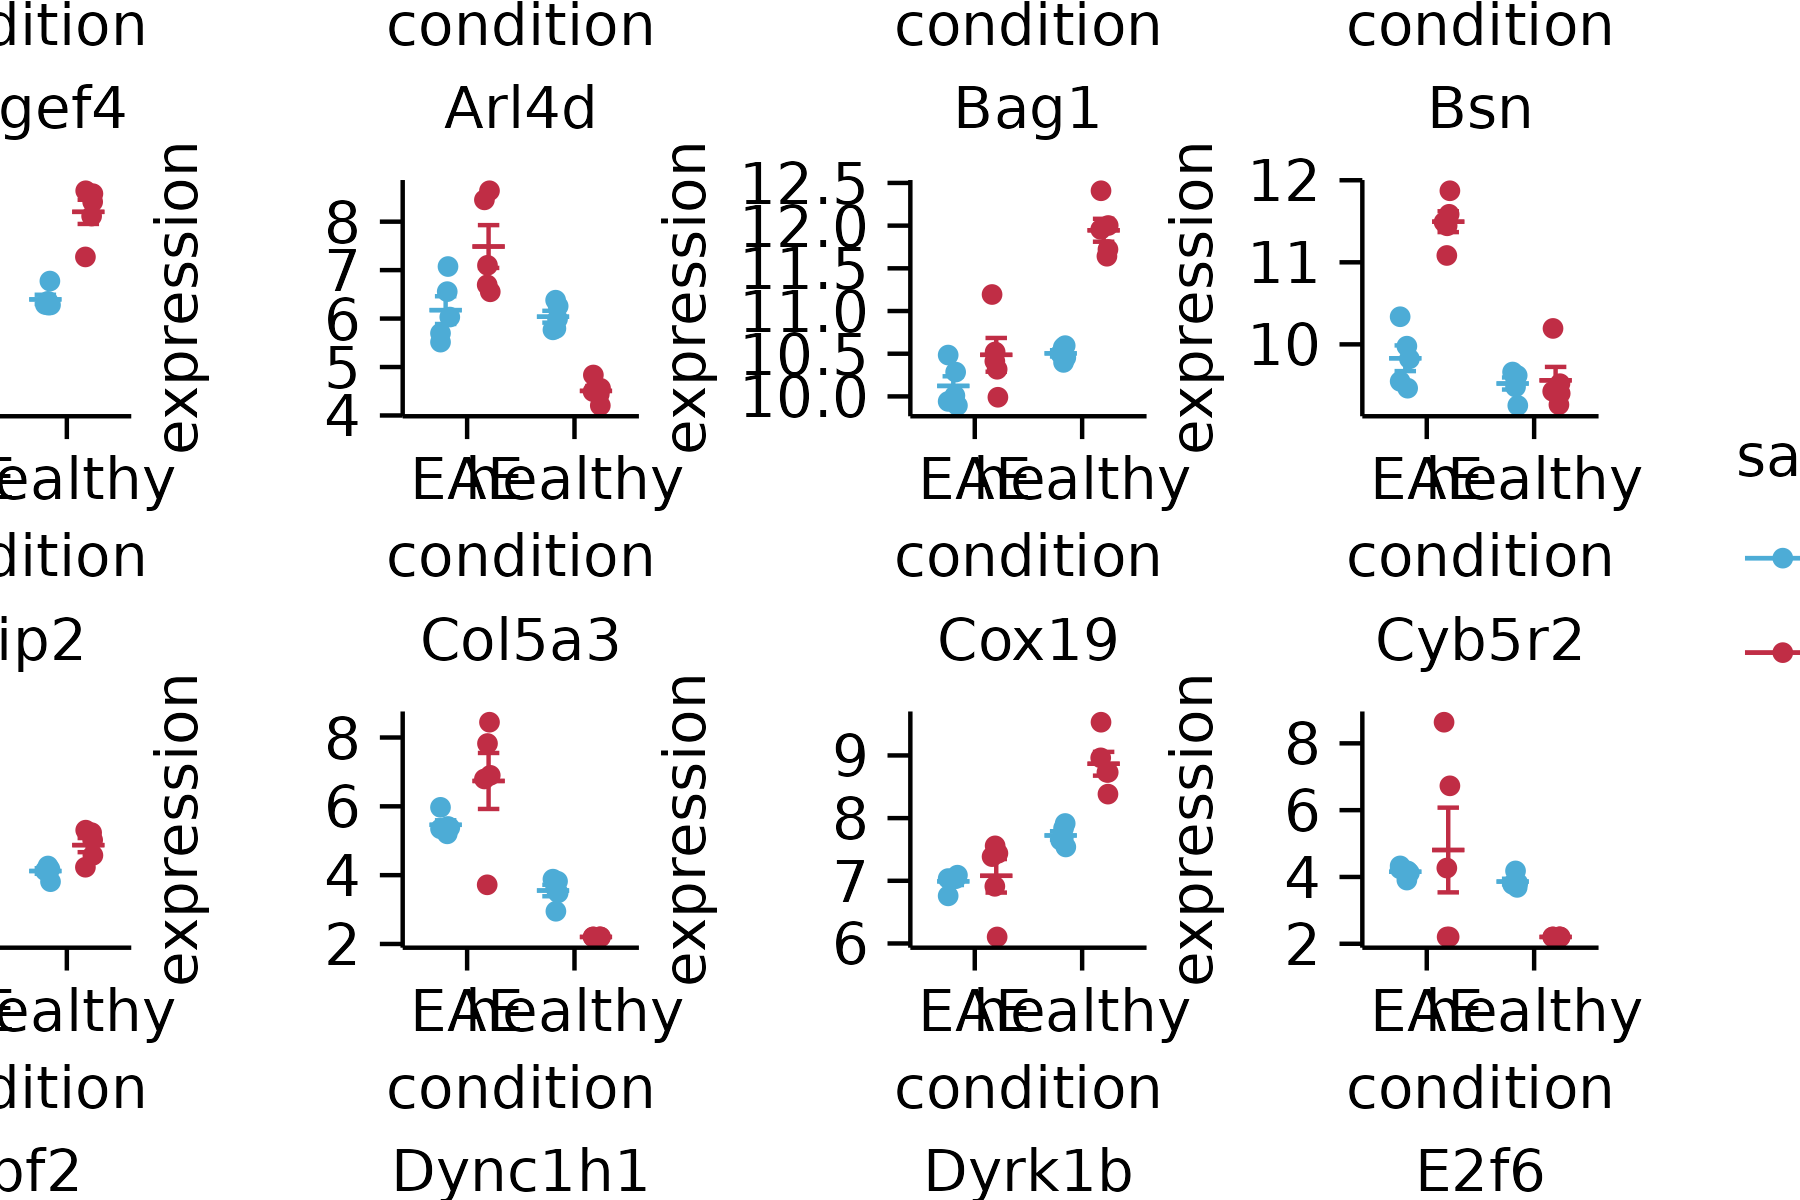 dition condition condition condition
gef4 Arl4d Bag1 Bsn
expression 8 7 6 5 4 expression 12.5 12.0 11.5 11.0 10.5 10.0 expression 12 11 10
ealthy EAE healthy EAE healthy EAE healthy
sa
dition condition condition condition
ip2 Col5a3 Cox19 Cyb5r2
expression 8 6 4 2 expression 9 8 7 6 expression 8 6 4 2
ealthy EAE healthy EAE healthy EAE healthy
dition condition condition condition
bf2 Dync1h1 Dyrk1b E2f6